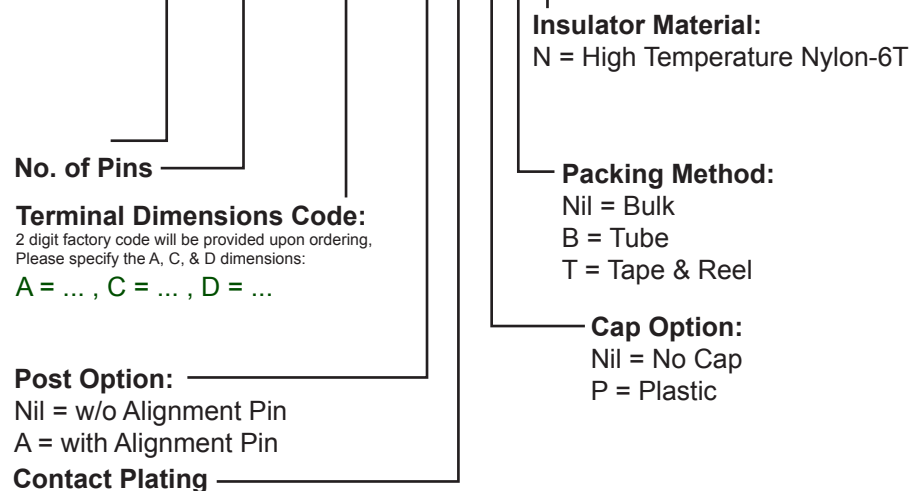 Insulator Material:
N = High Temperature Nylon-6T
No. of Pins
Terminal Dimensions Code:
2 digit factory code will be provided upon ordering,
Please specify the A, C, & D dimensions:
A = ... , C = ... , D = ...
Post Option:
Nil = w/o Alignment Pin
A = with Alignment Pin
Contact Plating
Packing Method:
Nil = Bulk
B = Tube
T = Tape & Reel
Cap Option:
Nil = No Cap
P = Plastic